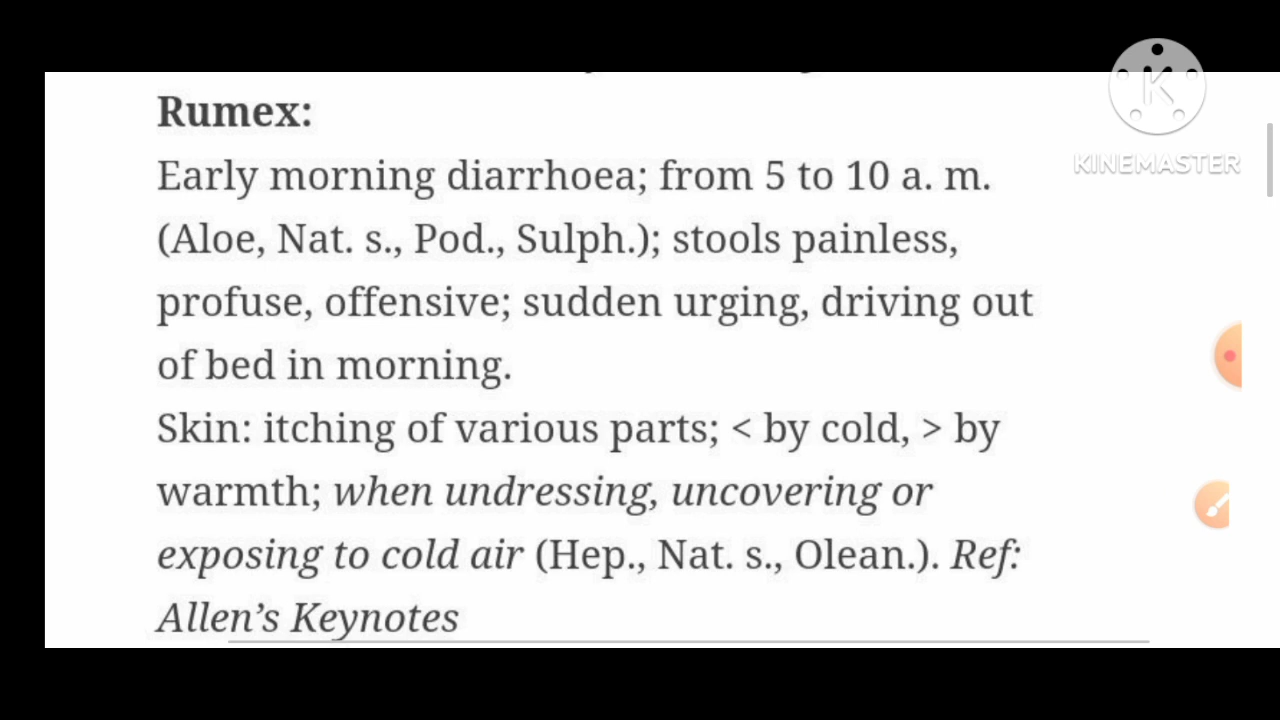 Rumex:
Early morning diarrhoea; from 5 to 10 a. m.
(Aloe, Nat. s., Pod., Sulph.); stools painless,
profuse, offensive; sudden urging, driving out
of bed in morning.
Skin: itching of various parts; < by cold, > by
warmth; when undressing, uncovering or
exposing to cold air (Hep., Nat. s., Olean.). Ref:
Allen’s Keynotes
K
KINEMASTER